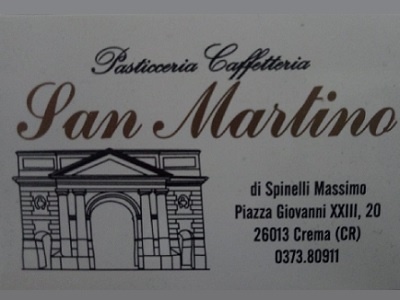 Pasticceria Caffetteria
San Martino
di Spinelli Massimo
Piazza Giovanni XXIII, 20
26013 Crema (CR)
0373.80911